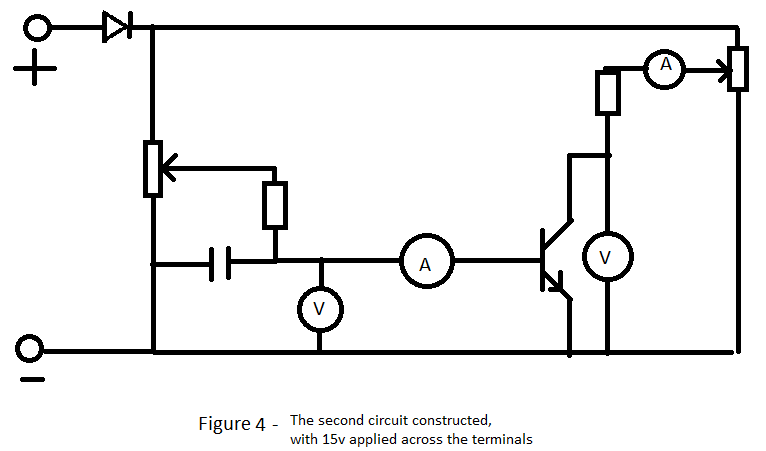 +
A
A
V
V
−
Figure 4 - The second circuit constructed,
with 15v applied across the terminals